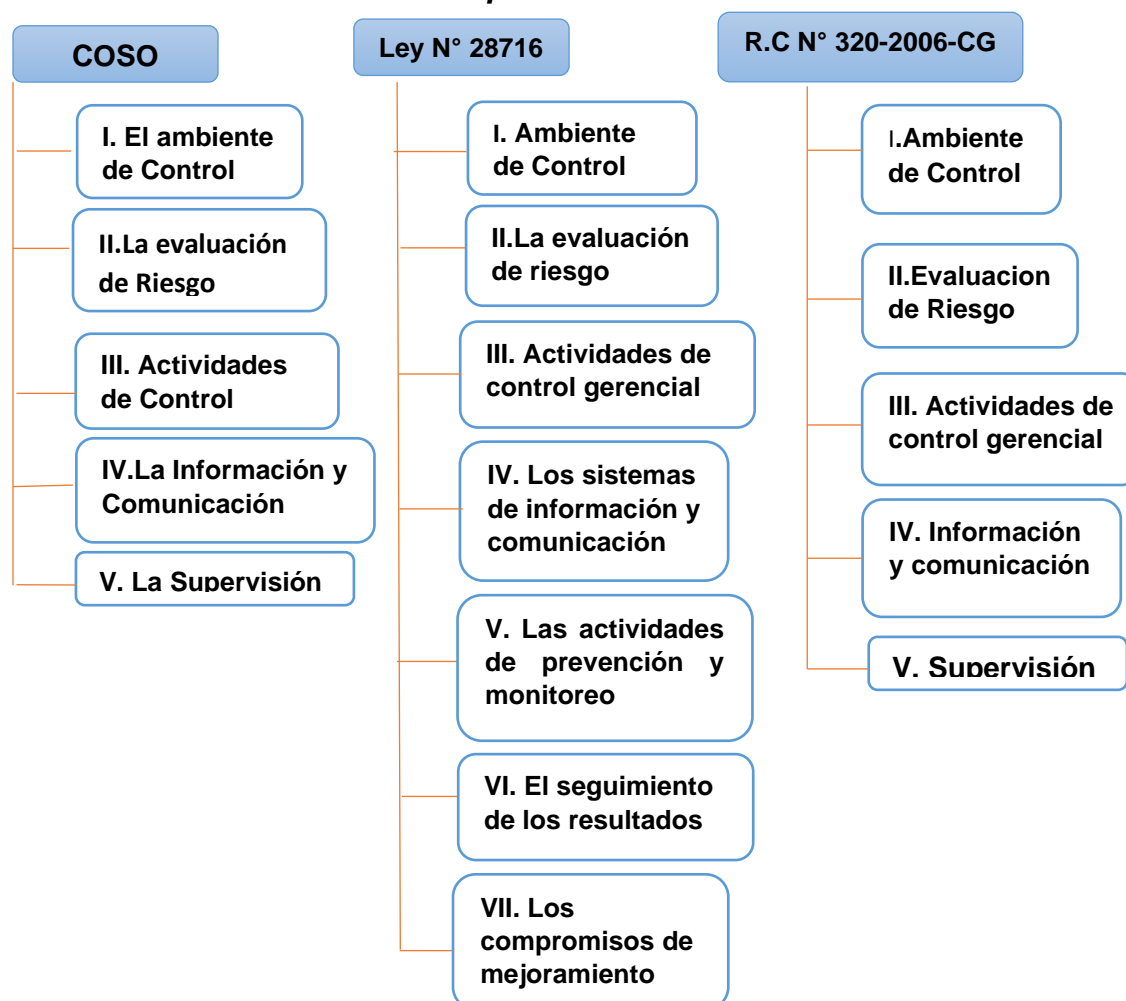 COSO
I. El ambiente
de Control
II.La evaluación
de Riesgo
III. Actividades
de Control
IV.La Información y
Comunicación
V. La Supervisión
Ley N° 28716
I. Ambiente
de Control
II.La evaluación
de riesgo
III. Actividades de
control gerencial
IV. Los sistemas
de información y
comunicación
V. Las actividades
de prevención y
monitoreo
VI. El seguimiento
de los resultados
VII. Los
compromisos de
mejoramiento
R.C N° 320-2006-CG
I.Ambiente
de Control
II.Evaluacion
de Riesgo
III. Actividades de
control gerencial
IV. Información
y comunicación
V. Supervisión